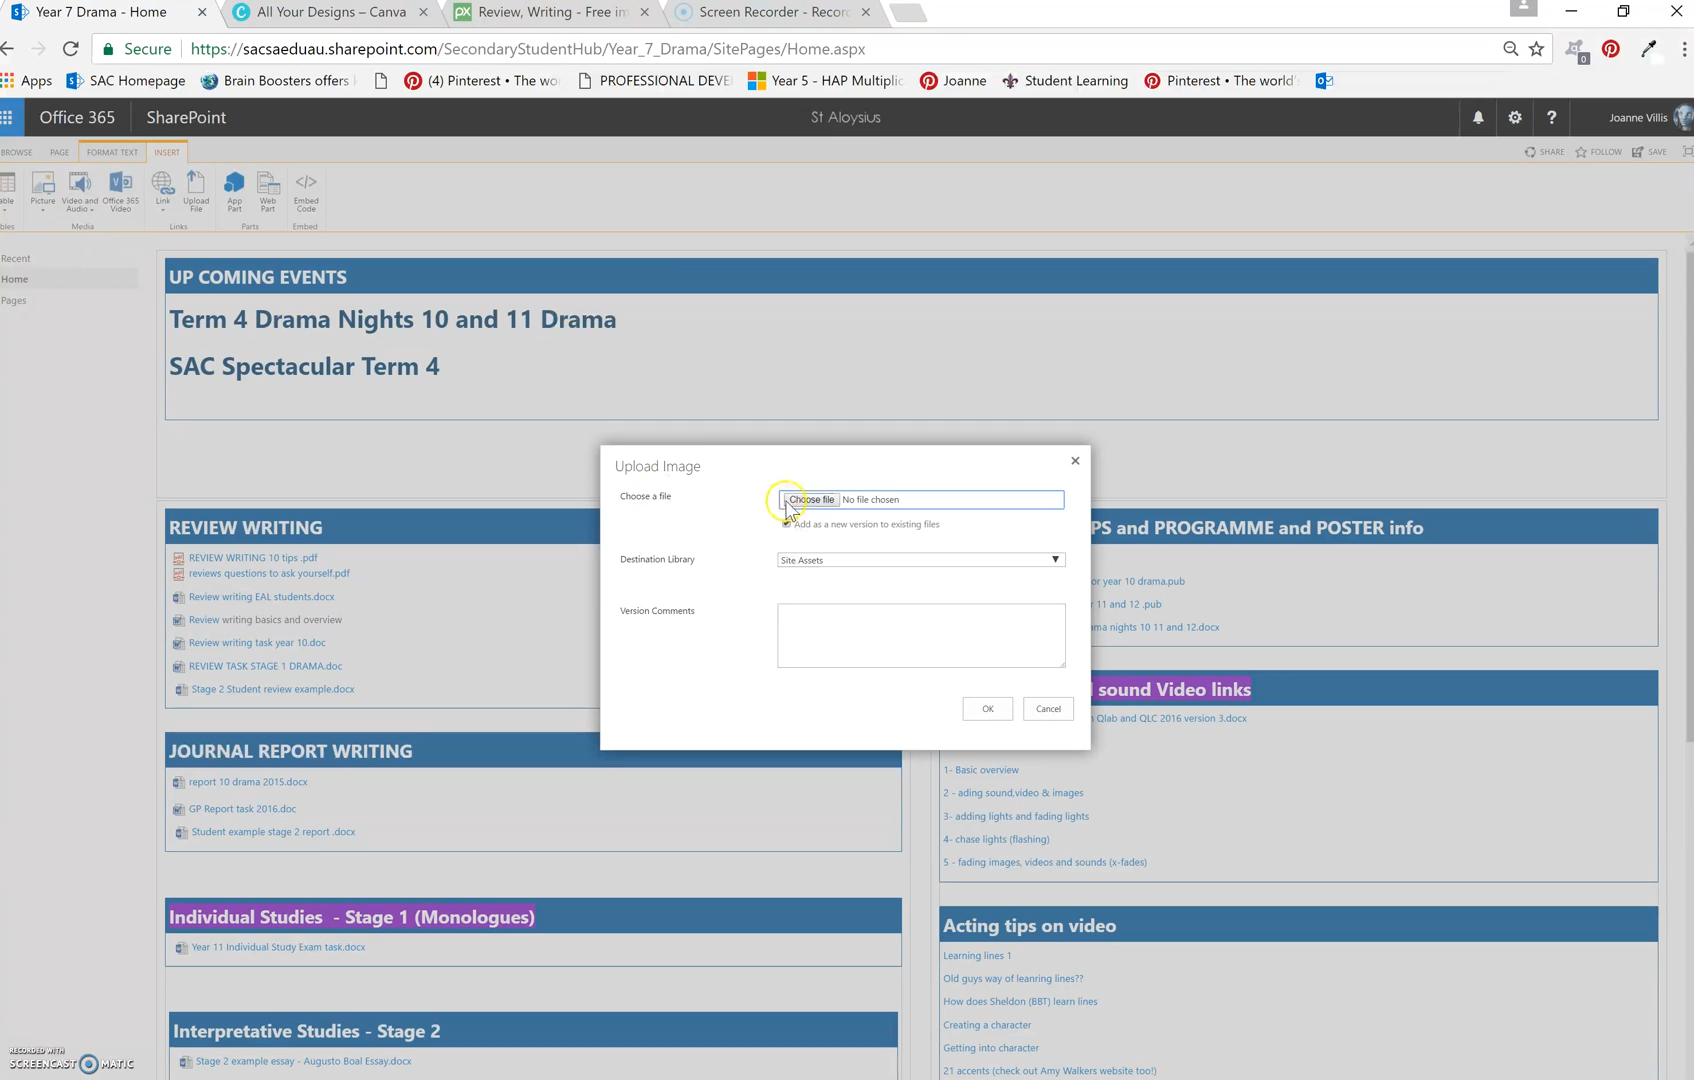 Year 7 Drama - Home
All Your Designs – Canva
Review, Writing - Free im
Screen Recorder - Recor
Secure
https://sacsaeduau.sharepoint.com/SecondaryStudentHub/Year_7_Drama/SitePages/Home.aspx
0
Apps
SAC Homepage
Brain Boosters offers
(4) Pinterest • The wo
PROFESSIONAL DEVE
Year 5 - HAP Multiplic
Joanne
Student Learning
Pinterest • The world's
Office 365
SharePoint
St Aloysius
Joanne Villis
BROWSE
PAGE
FORMAT TEXT
INSERT
SHARE
FOLLOW
SAVE
able
Picture
Video and Audio
Office 365 Video
Link
Upload File
App Part
Web Part
Embed Code
bles
Media
Links
Parts
Embed
Recent
Home
Pages
UP COMING EVENTS
Term 4 Drama Nights 10 and 11 Drama
SAC Spectacular Term 4
Upload Image
Choose a file
Choose file
No file chosen
Add as a new version to existing files
Destination Library
Site Assets
Version Comments
OK
Cancel
REVIEW WRITING
REVIEW WRITING 10 tips .pdf
reviews questions to ask yourself.pdf
Review writing EAL students.docx
Review writing basics and overview
Review writing task year 10.doc
REVIEW TASK STAGE 1 DRAMA.doc
Stage 2 Student review example.docx
JOURNAL REPORT WRITING
report 10 drama 2015.docx
GP Report task 2016.doc
Student example stage 2 report .docx
Individual Studies - Stage 1 (Monologues)
Year 11 Individual Study Exam task.docx
Interpretative Studies - Stage 2
Stage 2 example essay - Augusto Boal Essay.docx
PS and PROGRAMME and POSTER info
or year 10 drama.pub
11 and 12 .pub
ama nights 10 11 and 12.docx
sound Video links
Qlab and QLC 2016 version 3.docx
1- Basic overview
2 - ading sound,video & images
3- adding lights and fading lights
4- chase lights (flashing)
5 - fading images, videos and sounds (x-fades)
Acting tips on video
Learning lines 1
Old guys way of leanring lines??
How does Sheldon (BBT) learn lines
Creating a character
Getting into character
21 accents (check out Amy Walkers website too!)
RECORDED WITH
SCREENCAST MATIC